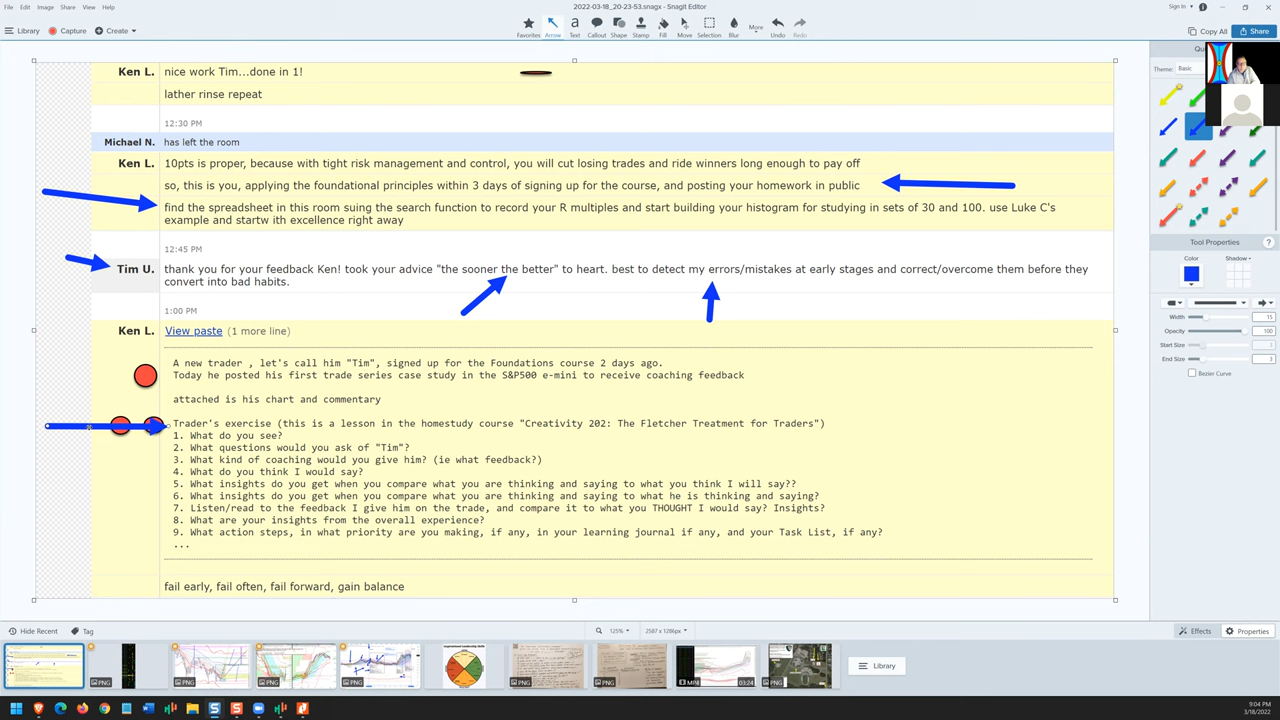 2022-03-18_20-23-53.snagx - Snagit Editor
File Edit Image Share View Help
Sign In
Library Capture Create
Favorites Arrow Text Callout Shape Stamp Fill Move Selection Blur More Undo Redo
Copy All Share
Ken L. nice work Tim...done in 1!
lather rinse repeat
12:30 PM
Michael N. has left the room
Ken L. 10pts is proper, because with tight risk management and control, you will cut losing trades and ride winners long enough to pay off
so, this is you, applying the foundational principles within 3 days of signing up for the course, and posting your homework in public
find the spreadsheet in this room suing the search function to record your R multiples and start building your histogram for studying in sets of 30 and 100. use Luke C's
example and startw ith excellence right away
12:45 PM
Tim U. thank you for your feedback Ken! took your advice "the sooner the better" to heart. best to detect my errors/mistakes at early stages and correct/overcome them before they
convert into bad habits.
1:00 PM
Ken L. View paste (1 more line)
A new trader , let's call him "Tim", signed up for the Foundations course 2 days ago.
Today he posted his first trade series case study in the S&P500 e-mini to receive coaching feedback
attached is his chart and commentary
Trader's exercise (this is a lesson in the homestudy course "Creativity 202: The Fletcher Treatment for Traders")
1. What do you see?
2. What questions would you ask of "Tim"?
3. What kind of coaching would you give him? (ie what feedback?)
4. What do you think I would say?
5. What insights do you get when you compare what you are thinking and saying to what you think I will say??
6. What insights do you get when you compare what you are thinking and saying to what he is thinking and saying?
7. Listen/read to the feedback I give him on the trade, and compare it to what you THOUGHT I would say? Insights?
8. What are your insights from the overall experience?
9. What action steps, in what priority are you making, if any, in your learning journal if any, and your Task List, if any?
...
fail early, fail often, fail forward, gain balance
Theme: Basic
Tool Properties ?
Color Shadow
Width 15
Opacity 100
Start Size 3
End Size 3
Bezier Curve
Hide Recent Tag
125% 2587 x 1286px
Effects Properties
PNG PNG PNG PNG PNG PNG 03:24 PNG
Library
9:04 PM
3/18/2022